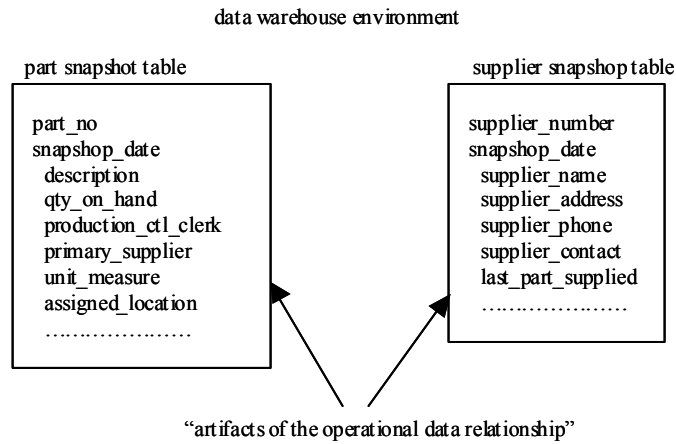 data warehouse environment
part snapshot table
part_no
snapshop_date
description
qty_on_hand
production_ctl_clerk
primary_supplier
unit_measure
assigned_location
…………………
supplier snapshop table
supplier_number
snapshop_date
supplier_name
supplier_address
supplier_phone
supplier_contact
last_part_supplied
…………………
“artifacts of the operational data relationship”